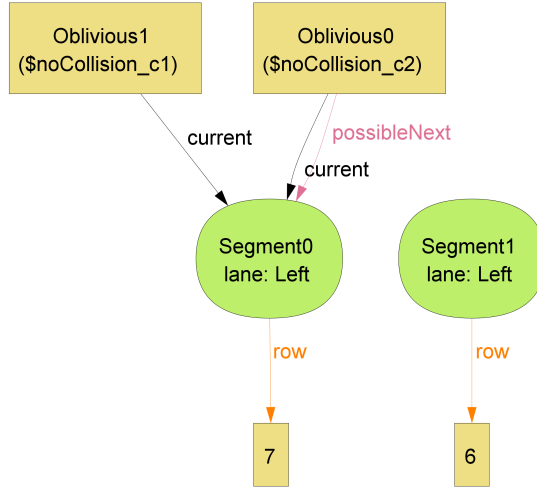 Oblivious1
($noCollision_c1)
Oblivious0
($noCollision_c2)
current
possibleNext
current
Segment0
lane: Left
Segment1
lane: Left
row
row
7
6